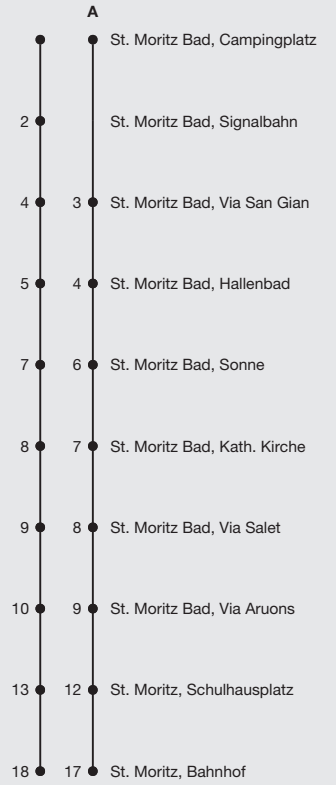 A
St. Moritz Bad, Campingplatz
2 St. Moritz Bad, Signalbahn
4 3 St. Moritz Bad, Via San Gian
5 4 St. Moritz Bad, Hallenbad
7 6 St. Moritz Bad, Sonne
8 7 St. Moritz Bad, Kath. Kirche
9 8 St. Moritz Bad, Via Salet
10 9 St. Moritz Bad, Via Aruons
13 12 St. Moritz, Schulhausplatz
18 17 St. Moritz, Bahnhof